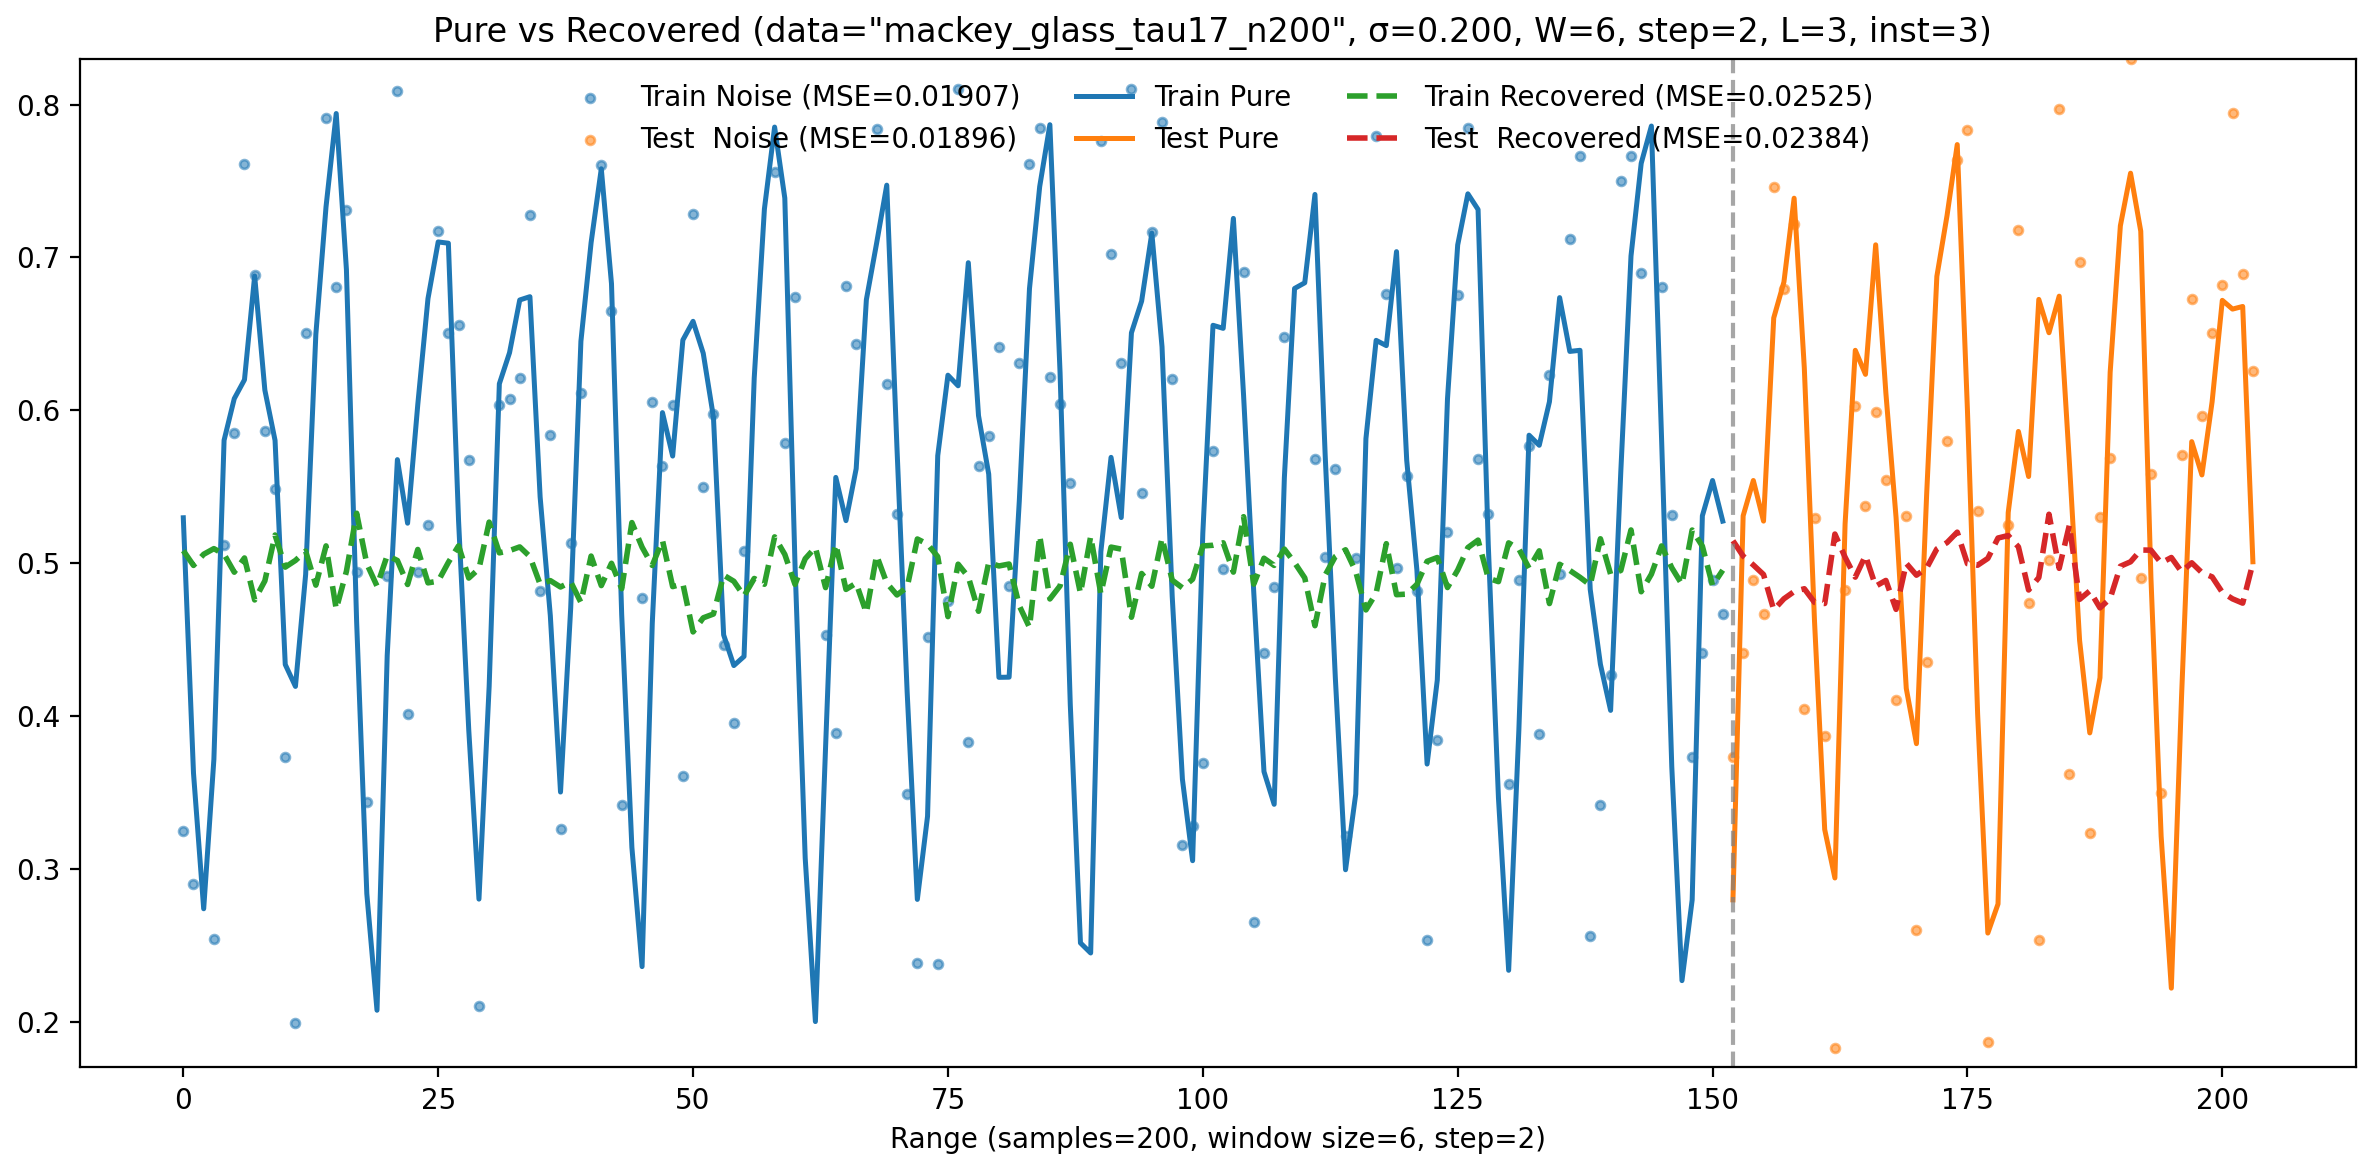 Pure vs Recovered (data="mackey_glass_tau17_n200", σ=0.200, W=6, step=2, L=3, inst=3)
Train Noise (MSE=0.01907)
Test  Noise (MSE=0.01896)
Train Pure
Test Pure
Train Recovered (MSE=0.02525)
Test  Recovered (MSE=0.02384)
0.8
0.7
0.6
0.5
0.4
0.3
0.2
0 25 50 75 100 125 150 175 200
Range (samples=200, window size=6, step=2)